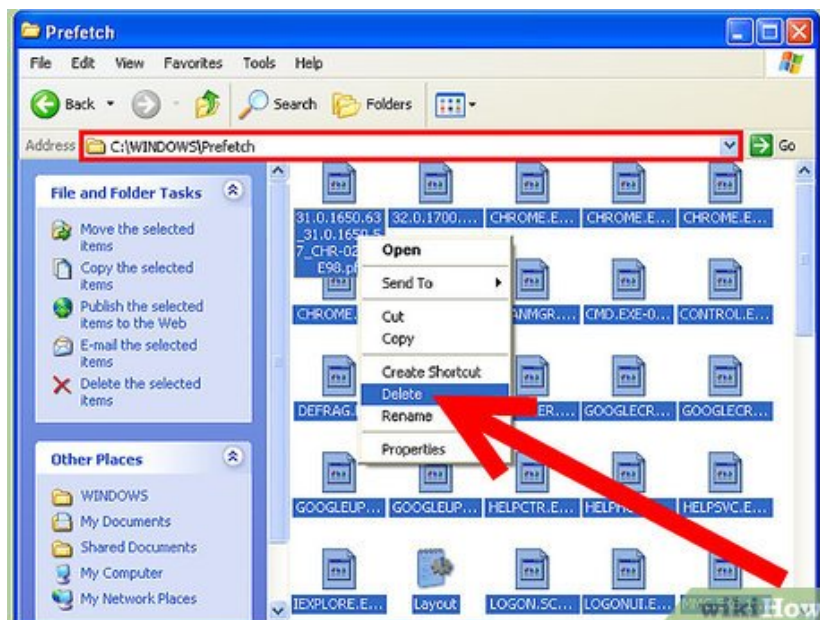 Prefetch
File Edit View Favorites Tools Help
Back Search Folders
Address C:\WINDOWS\Prefetch Go
File and Folder Tasks
Move the selected
items
Copy the selected
items
Publish the selected
items to the Web
E-mail the selected
items
Delete the selected
items
Other Places
WINDOWS
My Documents
Shared Documents
My Computer
My Network Places
31.0.1650.63 32.0.1700.... CHROME.E... CHROME.E... CHROME.E...
_31.0.1650.5
7_CHR-02
E98.pf
CHROME. ANMGR.... CMD.EXE-0... CONTROL.E...
DEFRAG. ER.... GOOGLECR... GOOGLECR...
GOOGLEUP... GOOGLEUP... HELPCTR.E... HELPSVC.E...
IEXPLORE.E... Layout LOGON.SC... LOGONUI.E...
Open
Send To
Cut
Copy
Create Shortcut
Delete
Rename
Properties
wikiHow